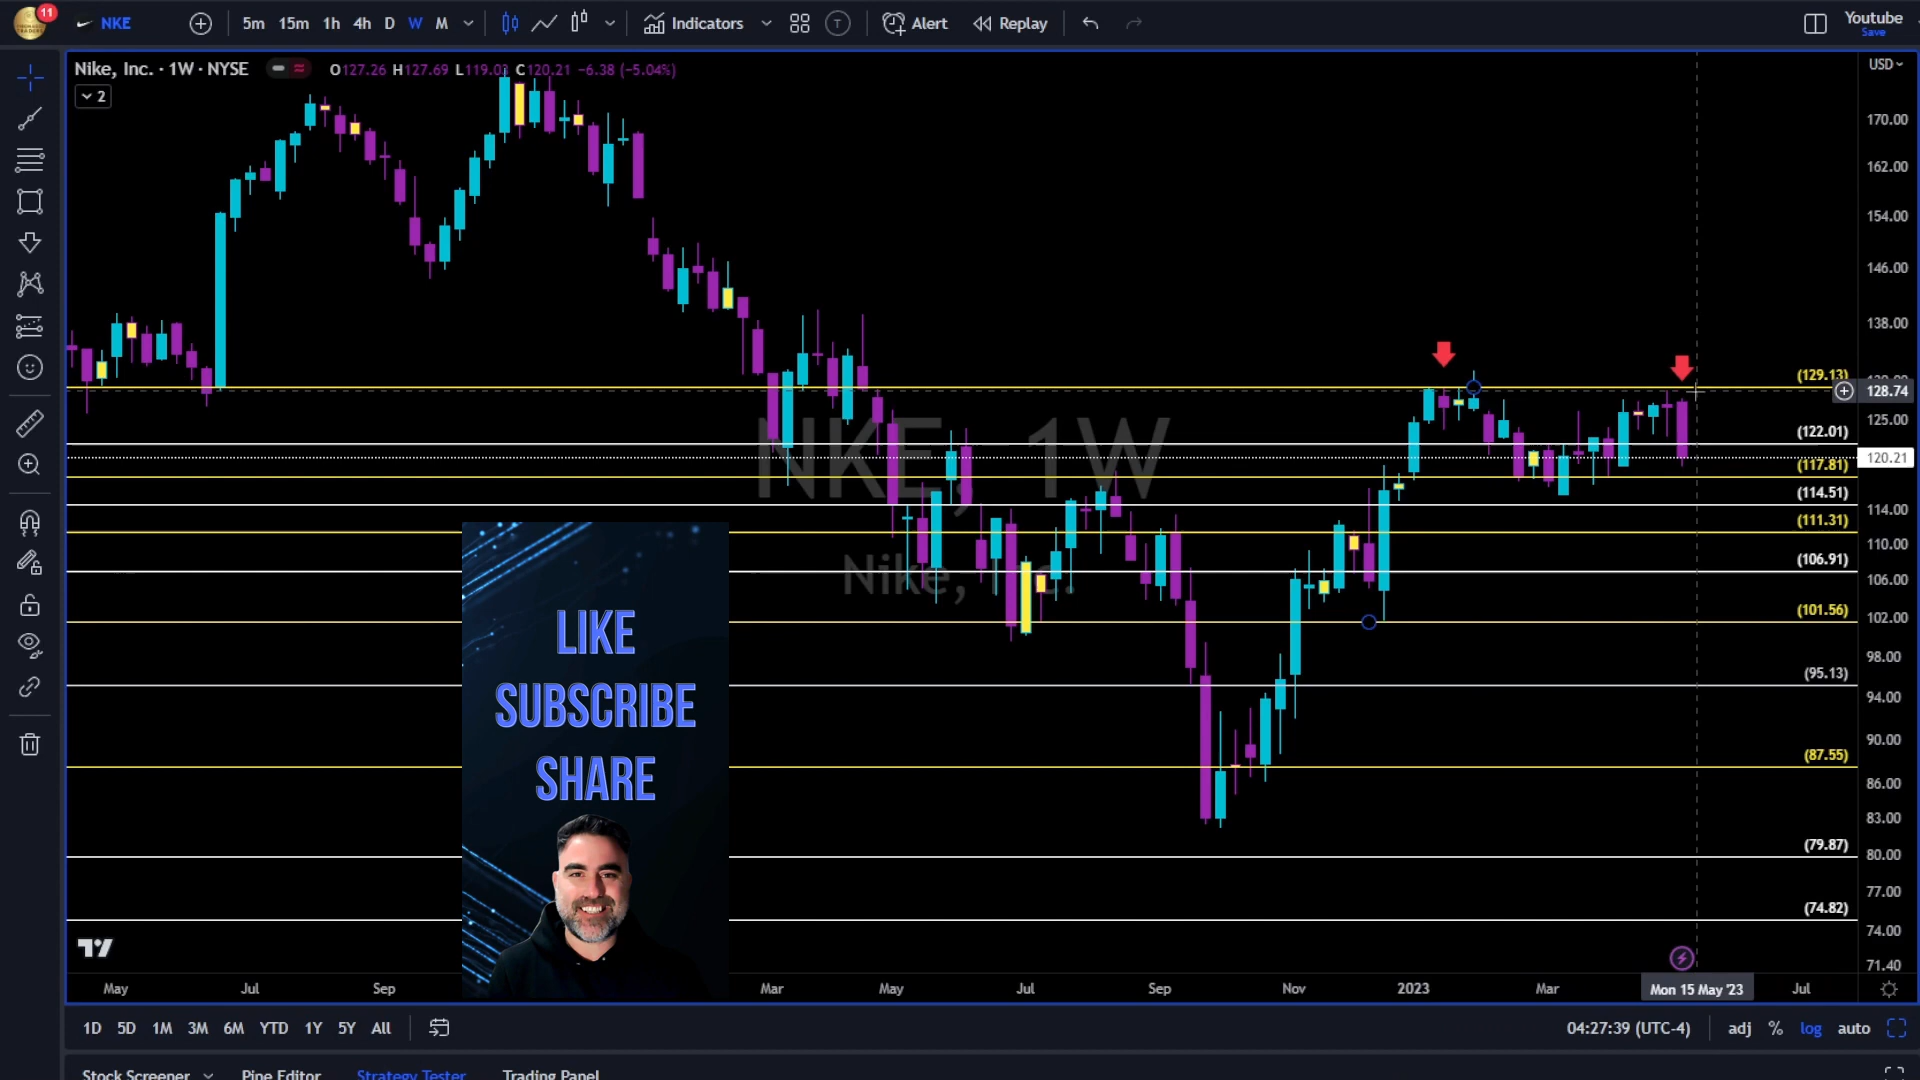 11
NKE
5m 15m 1h 4h D W M
Indicators
T
Alert
Replay
Youtube
Save
Nike, Inc. · 1W · NYSE
O127.26 H127.69 L119.03 C120.21 −6.38 (−5.04%)
2
USD
170.00
162.00
154.00
146.00
138.00
(129.13)
128.74
125.00
(122.01)
120.21
(117.81)
(114.51)
114.00
(111.31)
110.00
(106.91)
106.00
(101.56)
102.00
98.00
(95.13)
94.00
90.00
(87.55)
86.00
83.00
(79.87)
80.00
77.00
(74.82)
74.00
71.40
NKE, 1W
Nike, Inc.
LIKE
SUBSCRIBE
SHARE
May Jul Sep Mar May Jul Sep Nov 2023 Mar Mon 15 May '23 Jul
1D 5D 1M 3M 6M YTD 1Y 5Y All
04:27:39 (UTC-4) adj % log auto
Stock Screener Pine Editor Strategy Tester Trading Panel